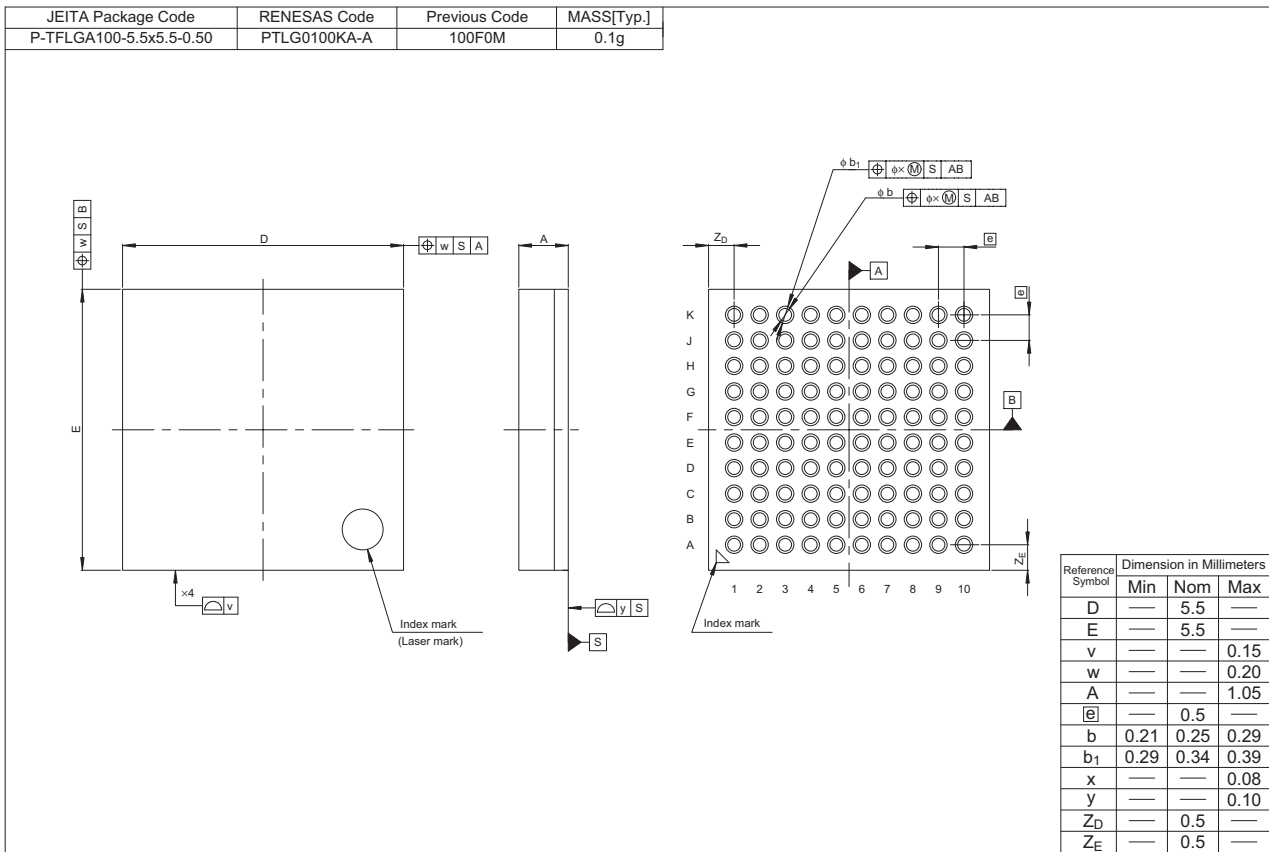 JEITA Package Code RENESAS Code Previous Code MASS[Typ.]
P-TFLGA100-5.5x5.5-0.50 PTLG0100KA-A 100F0M 0.1g
φ b1 ⌖ φ× Ⓜ S AB
φ b ⌖ φ× Ⓜ S AB
⌖ w S B
D
⌖ w S A
A
ZD
A
e
e
K
J
H
G
F
E
D
C
B
A
B
E
ZE
×4
⌓ v
Index mark
(Laser mark)
⌓ y S
S
1 2 3 4 5 6 7 8 9 10
Index mark
Reference Symbol Dimension in Millimeters
Min Nom Max
D — 5.5 —
E — 5.5 —
v — — 0.15
w — — 0.20
A — — 1.05
e — 0.5 —
b 0.21 0.25 0.29
b1 0.29 0.34 0.39
x — — 0.08
y — — 0.10
ZD — 0.5 —
ZE — 0.5 —